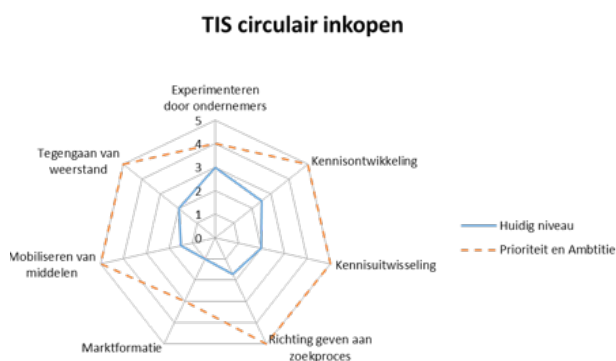 TIS circulair inkopen
Experimenteren
door ondernemers
5
4
3
2
1
0
Kennisontwikkeling
Kennisuitwisseling
Richting geven aan
zoekproces
Marktformatie
Mobiliseren van
middelen
Tegengaan van
weerstand
Huidig niveau
Prioriteit en Ambtitie